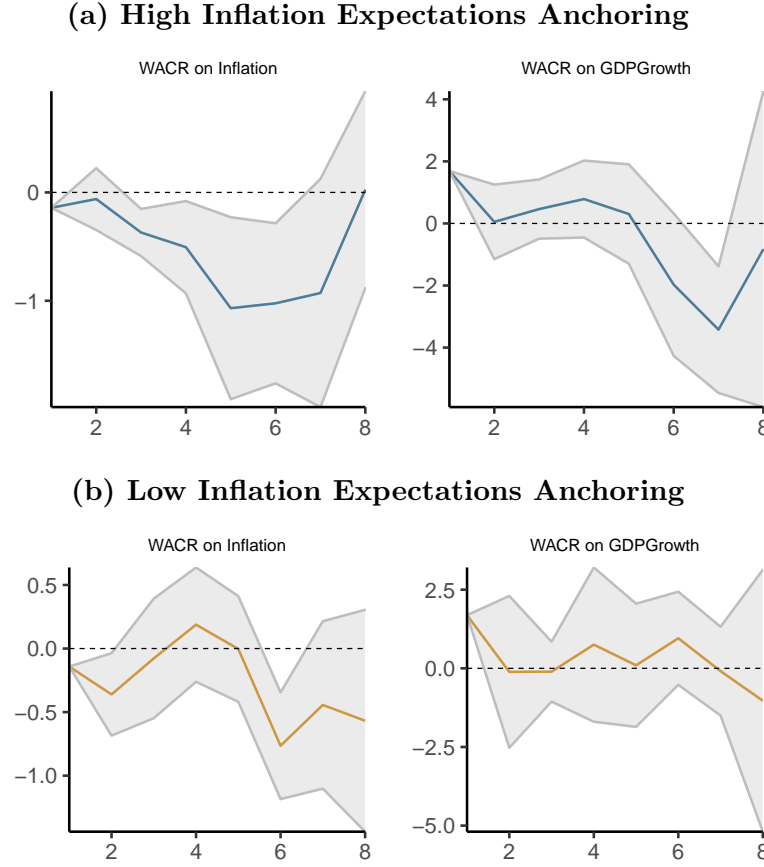 (a) High Inflation Expectations Anchoring
WACR on Inflation
WACR on GDPGrowth
0
−1
2 4 6 8
4
2
0
−2
−4
2 4 6 8
(b) Low Inflation Expectations Anchoring
WACR on Inflation
WACR on GDPGrowth
0.5
0.0
−0.5
−1.0
2 4 6 8
2.5
0.0
−2.5
−5.0
2 4 6 8